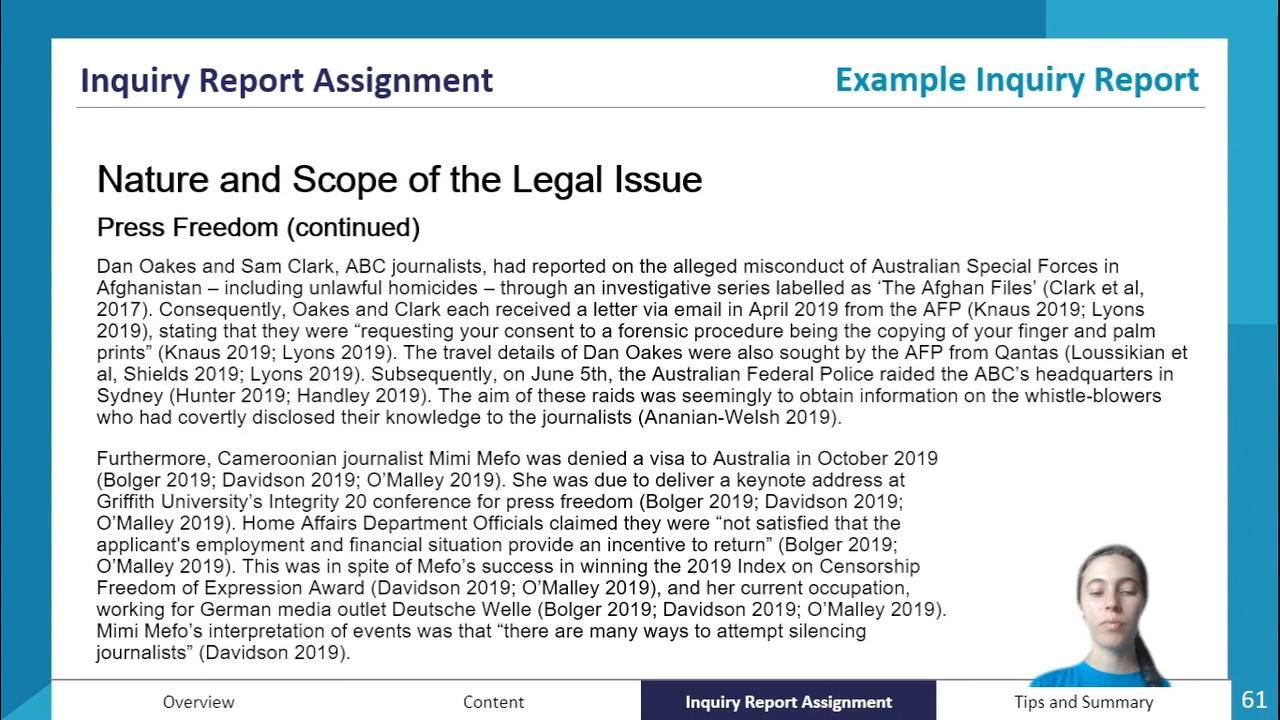 Inquiry Report Assignment
Example Inquiry Report
Nature and Scope of the Legal Issue
Press Freedom (continued)
Dan Oakes and Sam Clark, ABC journalists, had reported on the alleged misconduct of Australian Special Forces in
Afghanistan – including unlawful homicides – through an investigative series labelled as ‘The Afghan Files’ (Clark et al,
2017). Consequently, Oakes and Clark each received a letter via email in April 2019 from the AFP (Knaus 2019; Lyons
2019), stating that they were “requesting your consent to a forensic procedure being the copying of your finger and palm
prints” (Knaus 2019; Lyons 2019). The travel details of Dan Oakes were also sought by the AFP from Qantas (Loussikian et
al, Shields 2019; Lyons 2019). Subsequently, on June 5th, the Australian Federal Police raided the ABC’s headquarters in
Sydney (Hunter 2019; Handley 2019). The aim of these raids was seemingly to obtain information on the whistle-blowers
who had covertly disclosed their knowledge to the journalists (Ananian-Welsh 2019).
Furthermore, Cameroonian journalist Mimi Mefo was denied a visa to Australia in October 2019
(Bolger 2019; Davidson 2019; O’Malley 2019). She was due to deliver a keynote address at
Griffith University’s Integrity 20 conference for press freedom (Bolger 2019; Davidson 2019;
O’Malley 2019). Home Affairs Department Officials claimed they were “not satisfied that the
applicant's employment and financial situation provide an incentive to return” (Bolger 2019;
O’Malley 2019). This was in spite of Mefo’s success in winning the 2019 Index on Censorship
Freedom of Expression Award (Davidson 2019; O’Malley 2019), and her current occupation,
working for German media outlet Deutsche Welle (Bolger 2019; Davidson 2019; O’Malley 2019).
Mimi Mefo’s interpretation of events was that “there are many ways to attempt silencing
journalists” (Davidson 2019).
Overview
Content
Inquiry Report Assignment
Tips and Summary
61